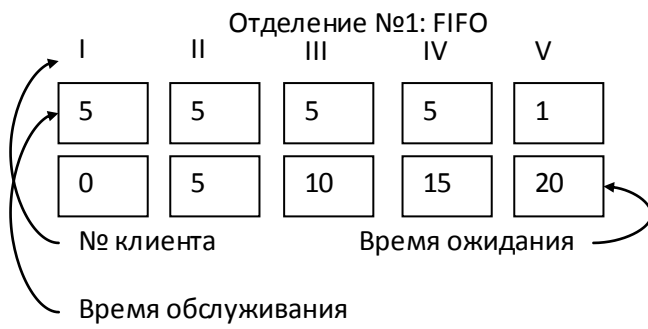 Отделение №1: FIFO
I II III IV V
5 5 5 5 1
0 5 10 15 20
№ клиента Время ожидания
Время обслуживания